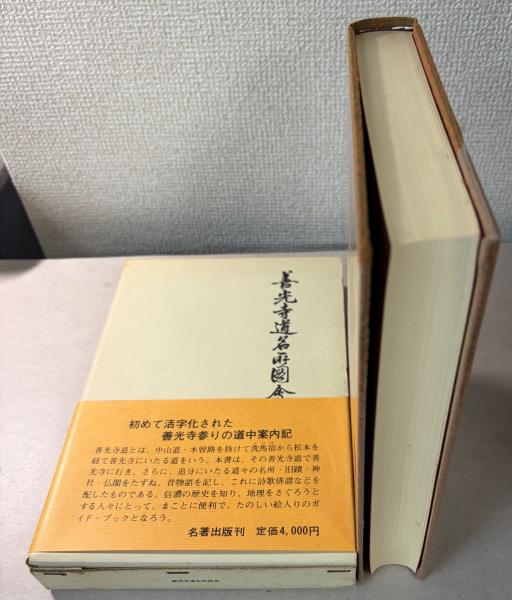 善光寺道名所圖會
初めて活字化された
善光寺参りの道中案内記
善光寺道とは、中山道・木曽路を抜けて洗馬宿から松本を
経て善光寺にいたる道をいう。本書は、その善光寺道で善
光寺に行き、さらに、追分にいたる道々の名所・旧蹟・神
社・仏閣をたずね、昔物語を記し、これに詩歌俳諧などを
配したものである。信濃の歴史を知り、地理をさぐろうと
する人々にとって、まことに便利で、たのしい絵入りのガ
イド・ブックとなろう。
名著出版刊 定価4,000円